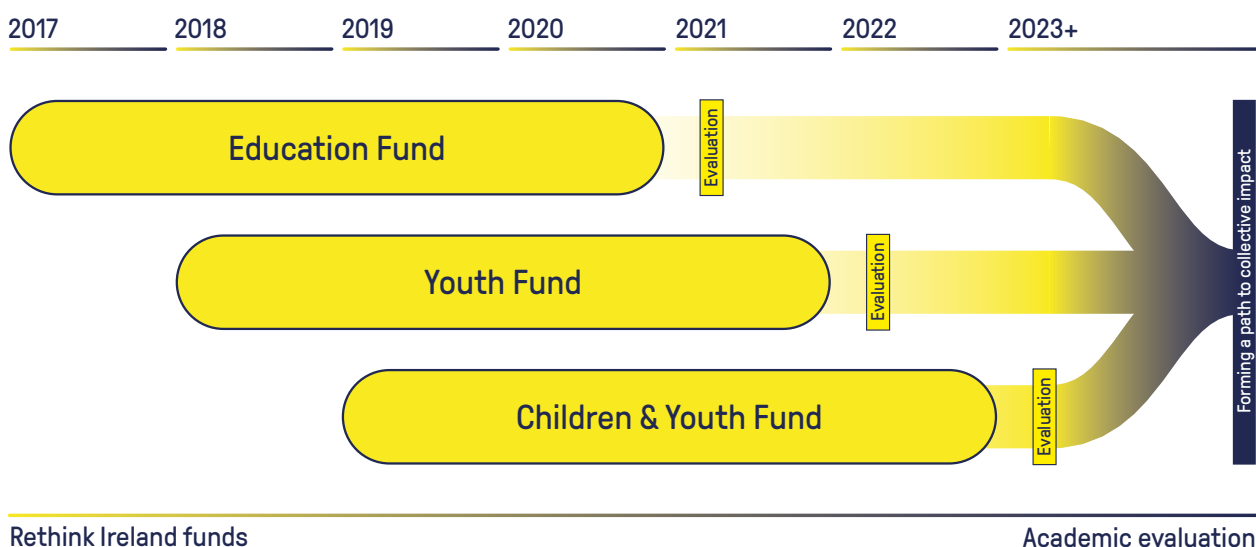 2017
2018
2019
2020
2021
2022
2023+
Education Fund
Evaluation
Youth Fund
Evaluation
Children & Youth Fund
Evaluation
Forming a path to collective impact
Rethink Ireland funds
Academic evaluation